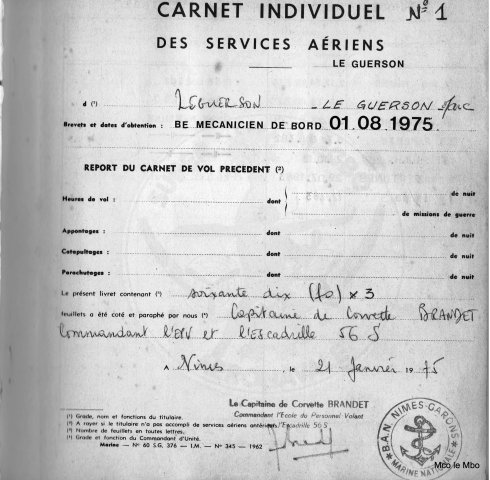 CARNET INDIVIDUEL N° 1
DES SERVICES AÉRIENS
LE GUERSON
d (¹) LEGUERSON - LE GUERSON
Brevets et dates d'obtention : BE MECANICIEN DE BORD 01.08.1975.
REPORT DU CARNET DE VOL PRECEDENT (²)
de nuit
Heures de vol : dont
de missions de guerre
Appontages : dont de nuit
Catapultages : dont de nuit
Parachutages : dont de nuit
Le présent livret contenant (³) soixante dix (70) x 3
feuillets a été coté et paraphé par nous (⁴) Capitaine de Corvette BRANDET
Commandant l'EPV et l'Escadrille 56 S
A Nimes , le 21 Janvier 1975
Le Capitaine de Corvette BRANDET
Commandant l'Ecole du Personnel Volant
et l'Escadrille 56 S
(¹) Grade, nom et fonctions du titulaire.
(²) A rayer si le titulaire n'a pas accompli de services aériens antérieurs.
(³) Nombre de feuillets en toutes lettres.
(⁴) Grade et fonction du Commandant d'Unité.
Marine — N° 60 S.G. 376 - I.M. — N° 345 - 1962
B.A.N. NIMES-GARONS
MARINE NATIONALE
Mco le Mbo